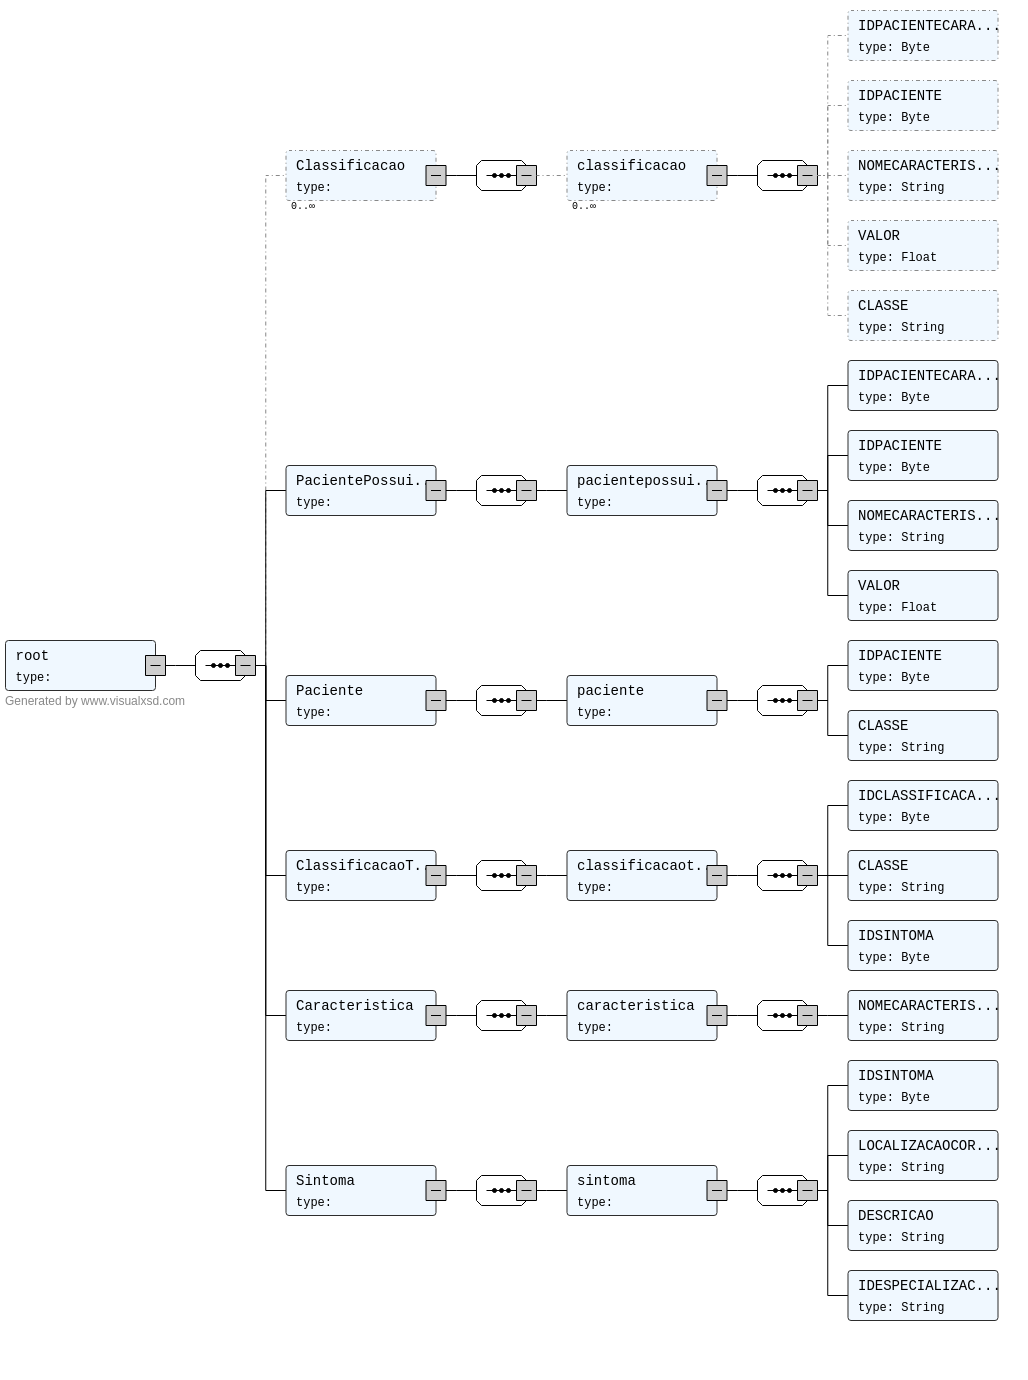 root
type:
Generated by www.visualxsd.com
Classificacao
type:
0..∞
classificacao
type:
0..∞
IDPACIENTECARA...
type: Byte
IDPACIENTE
type: Byte
NOMECARACTERIS...
type: String
VALOR
type: Float
CLASSE
type: String
PacientePossui..
type:
pacientepossui..
type:
IDPACIENTECARA...
type: Byte
IDPACIENTE
type: Byte
NOMECARACTERIS...
type: String
VALOR
type: Float
Paciente
type:
paciente
type:
IDPACIENTE
type: Byte
CLASSE
type: String
ClassificacaoT..
type:
classificacaot..
type:
IDCLASSIFICACA...
type: Byte
CLASSE
type: String
IDSINTOMA
type: Byte
Caracteristica
type:
caracteristica
type:
NOMECARACTERIS...
type: String
Sintoma
type:
sintoma
type:
IDSINTOMA
type: Byte
LOCALIZACAOCOR...
type: String
DESCRICAO
type: String
IDESPECIALIZAC...
type: String